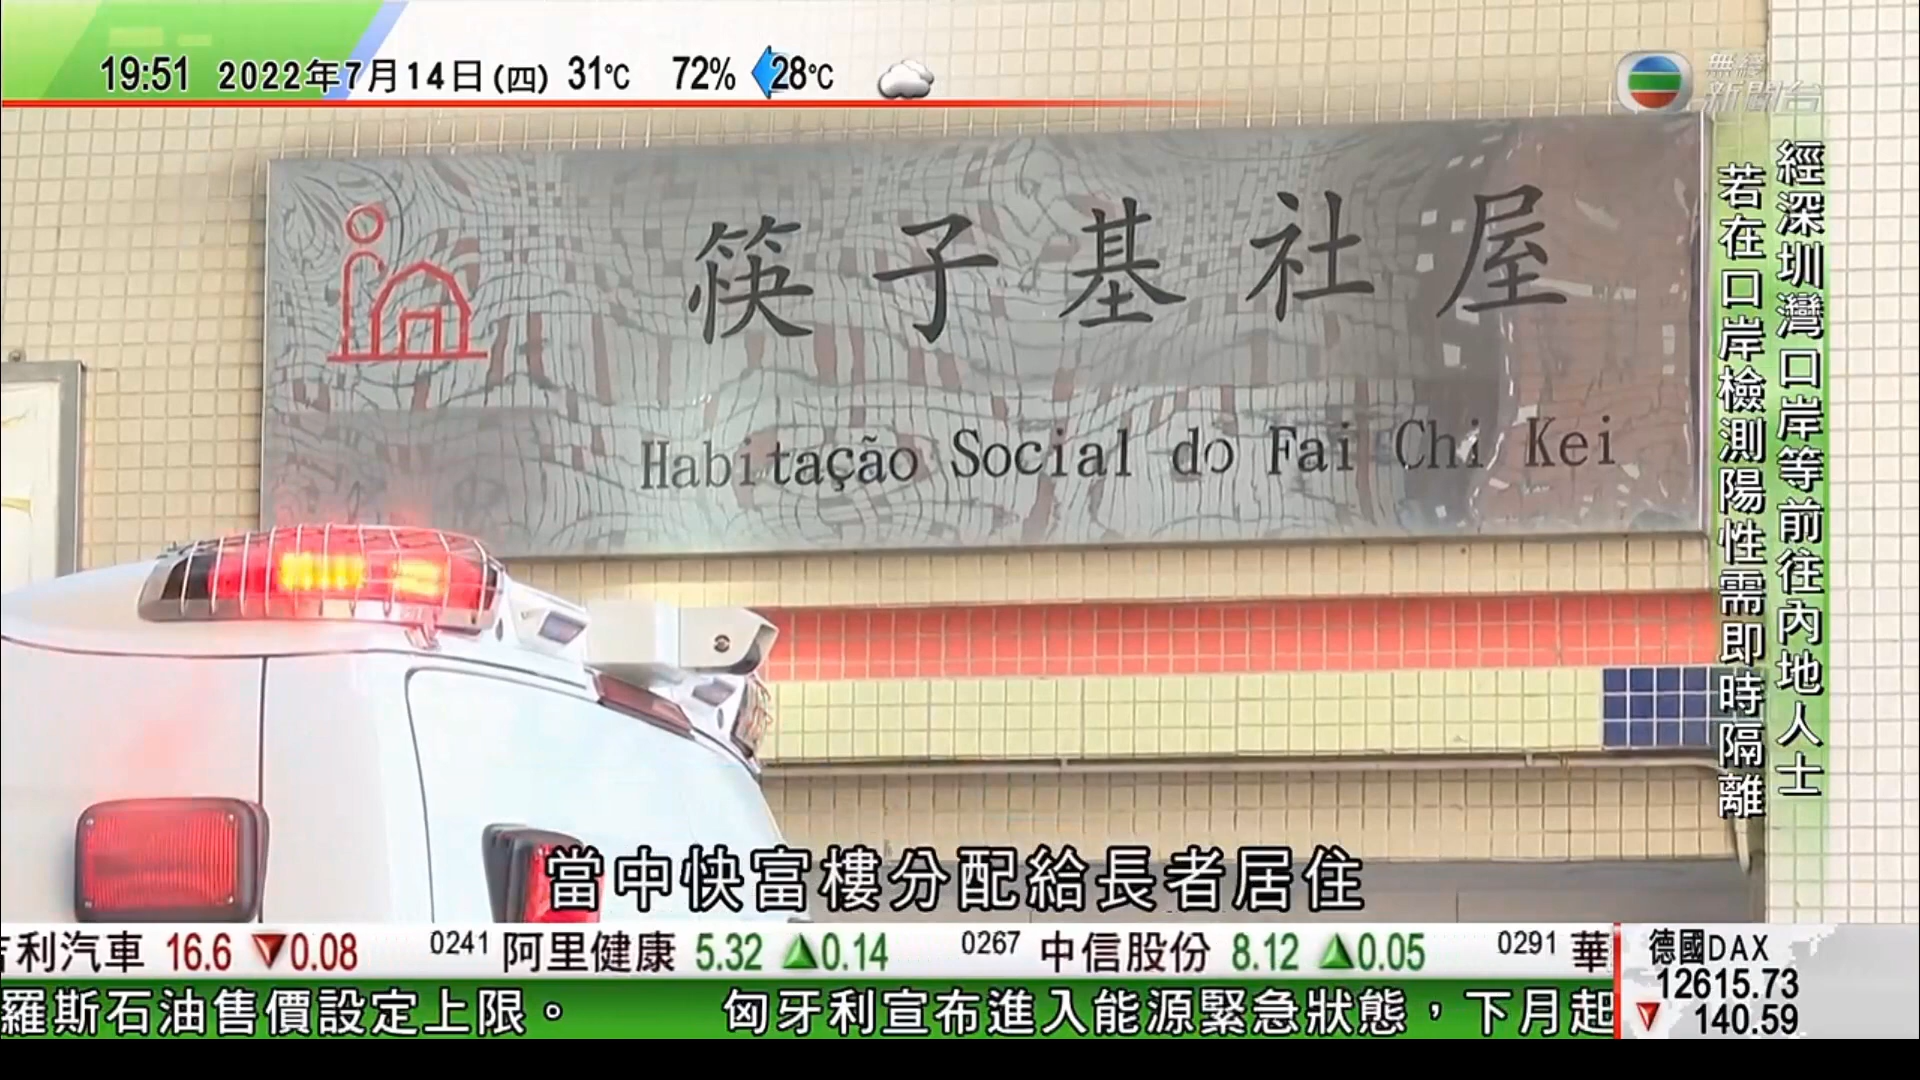 19:51 2022年7月14日(四) 31°C 72% 28°C
無綫
新聞台
經深圳灣口岸等前往內地人士
若在口岸檢測陽性需即時隔離
筷子基社屋
Habitação Social do Fai Chi Kei
當中快富樓分配給長者居住
吉利汽車 16.6 ▼0.08 0241 阿里健康 5.32 ▲0.14 0267 中信股份 8.12 ▲0.05 0291 華
德國DAX
12615.73
▼ 140.59
羅斯石油售價設定上限。 匈牙利宣布進入能源緊急狀態，下月起